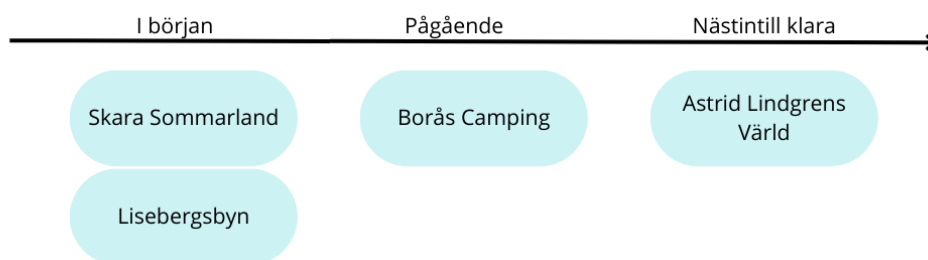 I början
Pågående
Nästintill klara
Skara Sommarland
Borås Camping
Astrid Lindgrens
Värld
Lisebergsbyn